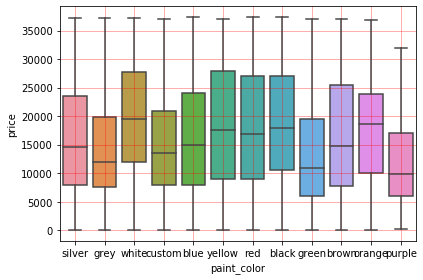 35000
30000
25000
20000
15000
10000
5000
0
price
silver grey white custom blue yellow red black green brown orange purple
paint_color